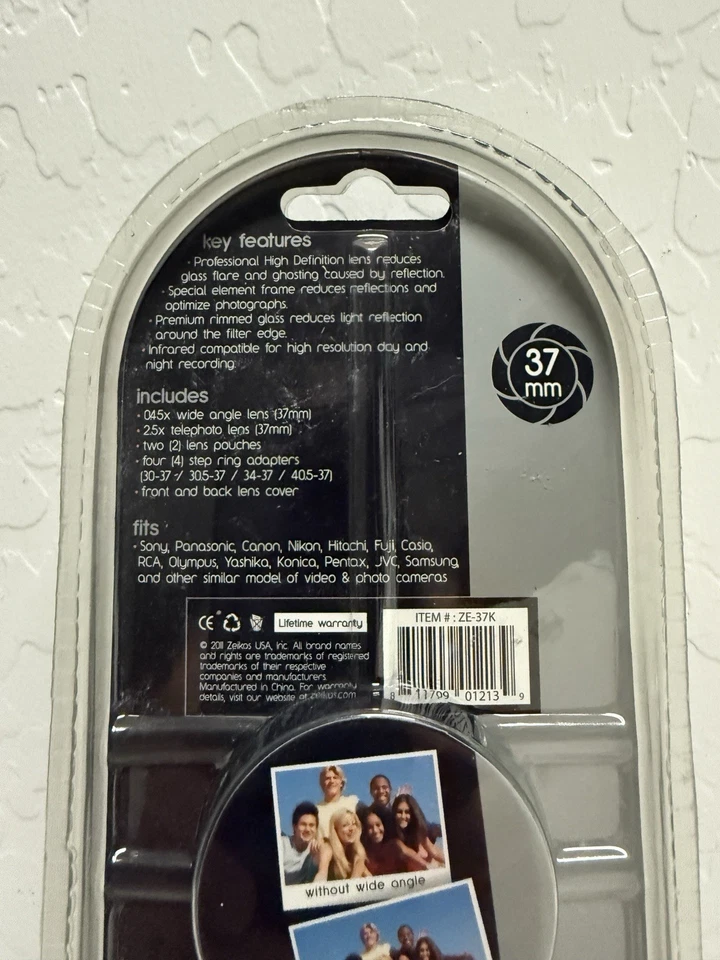 key features
· Professional High Definition lens reduces
glass flare and ghosting caused by reflection.
· Special element frame reduces reflections and
optimize photographs.
· Premium rimmed glass reduces light reflection
around the filter edge.
· Infrared compatible for high resolution day and
night recording.
37
mm
includes
· 0.45x wide angle lens (37mm)
· 2.5x telephoto lens (37mm)
· two (2) lens pouches
· four (4) step ring adapters
(30-37 / 30.5-37 / 34-37 / 40.5-37)
· front and back lens cover
fits
· Sony, Panasonic, Canon, Nikon, Hitachi, Fuji, Casio,
RCA, Olympus, Yashika, Konica, Pentax, JVC, Samsung
and other similar model of video & photo cameras
CE Lifetime warranty
© 2011 Zeikos USA, Inc. All brand names
and rights are trademarks of registered
trademarks of their respective
companies and manufacturers.
Manufactured in China. For warranty
details, visit our website at zeikos.com
ITEM # : ZE-37K
8 11799 01213 9
without wide angle